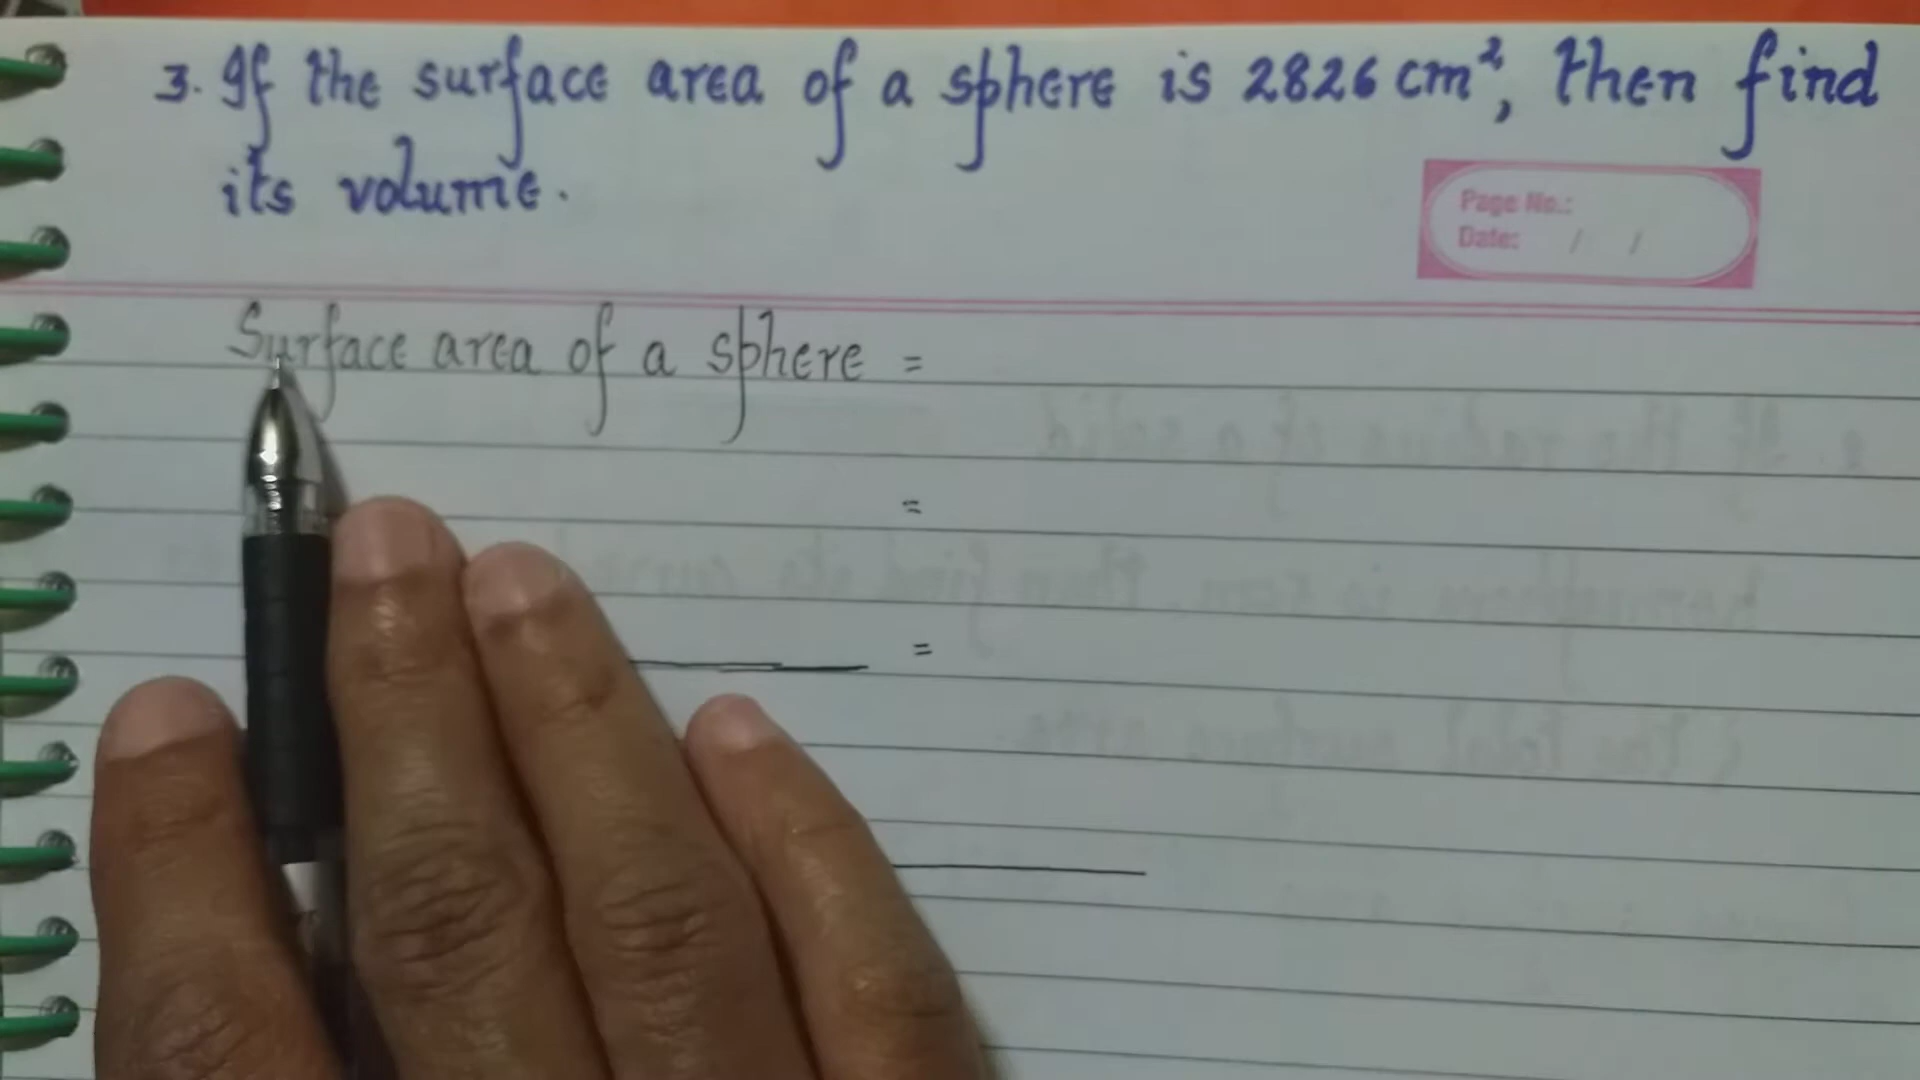 3. If the surface area of a sphere is 2826 cm², then find
its volume.
Page No.:
Date: / /
Surface area of a sphere =
=
=